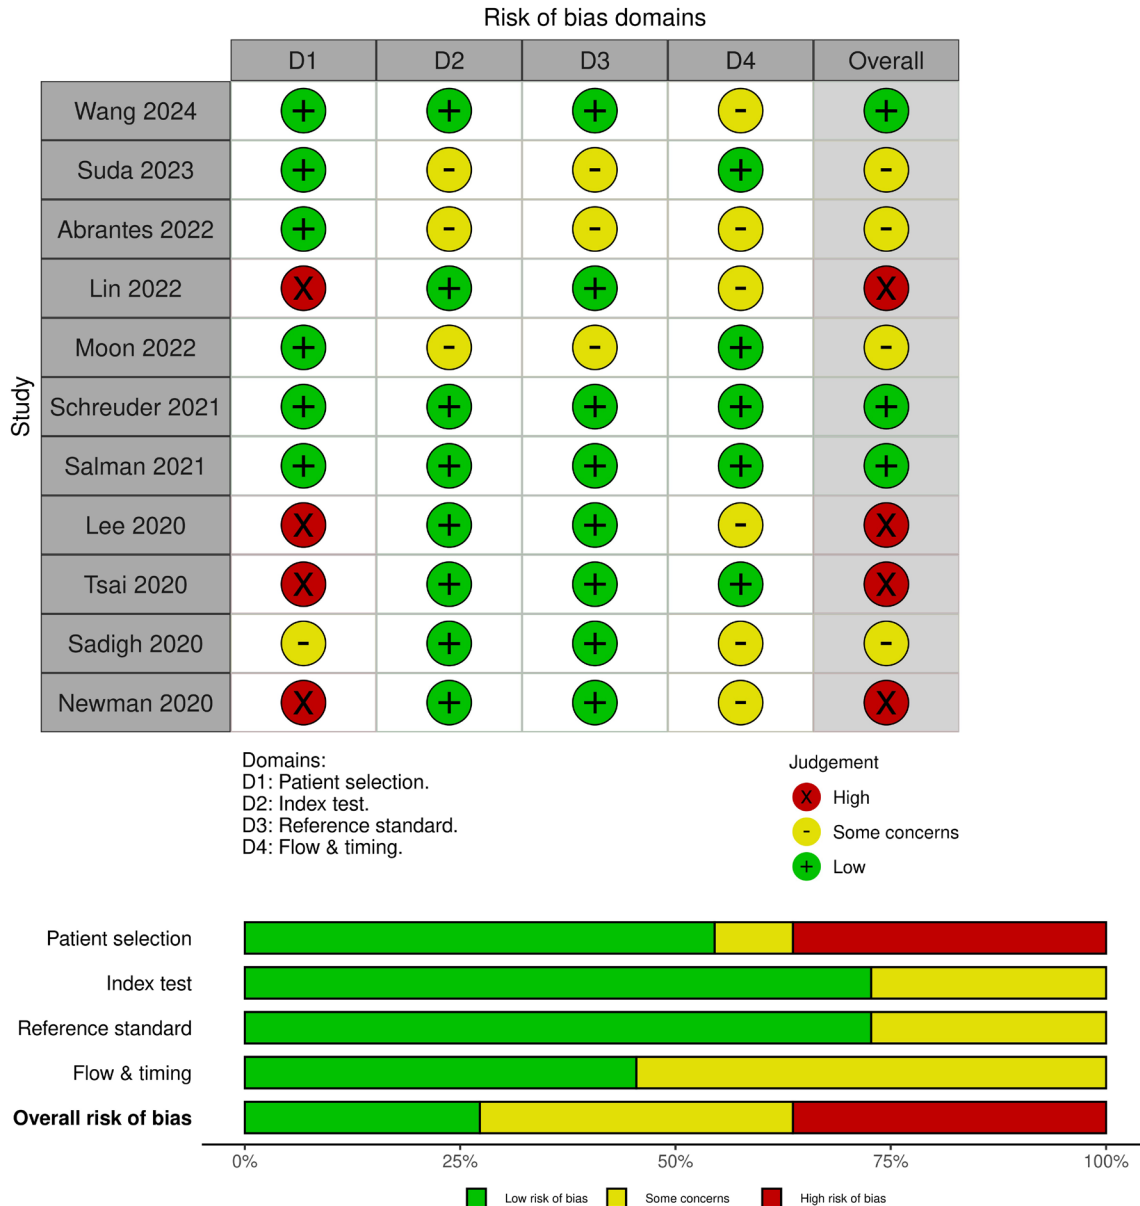 Risk of bias domains
D1 D2 D3 D4 Overall
Study
Wang 2024 + + + - +
Suda 2023 + - - + -
Abrantes 2022 + - - - -
Lin 2022 X + + - X
Moon 2022 + - - + -
Schreuder 2021 + + + + +
Salman 2021 + + + + +
Lee 2020 X + + - X
Tsai 2020 X + + + X
Sadigh 2020 - + + - -
Newman 2020 X + + - X
Domains:
D1: Patient selection.
D2: Index test.
D3: Reference standard.
D4: Flow & timing.
Judgement
X High
- Some concerns
+ Low
Patient selection
Index test
Reference standard
Flow & timing
Overall risk of bias
0% 25% 50% 75% 100%
Low risk of bias Some concerns High risk of bias